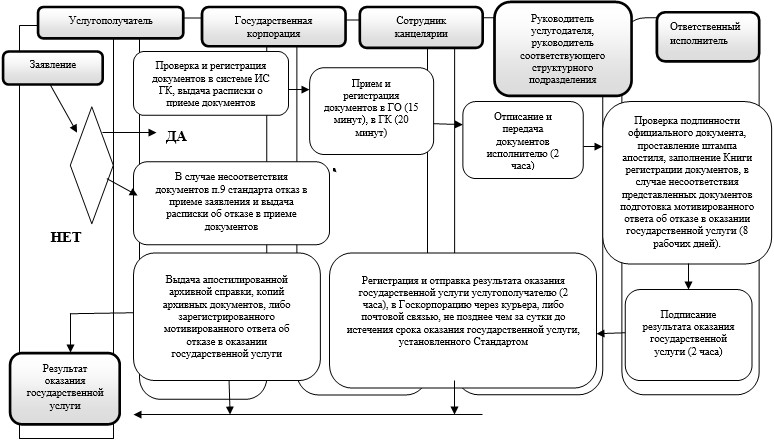 Услугополучатель
Государственная
корпорация
Сотрудник
канцелярии
Руководитель
услугодателя,
руководитель
соответствующего
структурного
подразделения
Ответственный
исполнитель
Заявление
Проверка и регистрация
документов в системе ИС
ГК, выдача расписки о
приеме документов
Прием и
регистрация
документов в ГО (15
минут), в ГК (20
минут)
Отписание и
передача
документов
исполнителю (2
часа)
Проверка подлинности
официального документа,
проставление штампа
апостиля, заполнение Книги
регистрации документов, в
случае несоответствия
представленных документов
подготовка мотивированного
ответа об отказе в оказании
государственной услуги (8
рабочих дней).
ДА
В случае несоответствия
документов п.9 стандарта отказ в
приеме заявления и выдача
расписки об отказе в приеме
документов
НЕТ
Выдача апостилированной
архивной справки, копий
архивных документов, либо
зарегистрированного
мотивированного ответа об
отказе в оказании
государственной услуги
Регистрация и отправка результата оказания
государственной услуги услугополучателю (2
часа), в Госкорпорацию через курьера, либо
почтовой связью, не позднее чем за сутки до
истечения срока оказания государственной услуги,
установленного Стандартом
Подписание
результата оказания
государственной
услуги (2 часа)
Результат
оказания
государственной
услуги